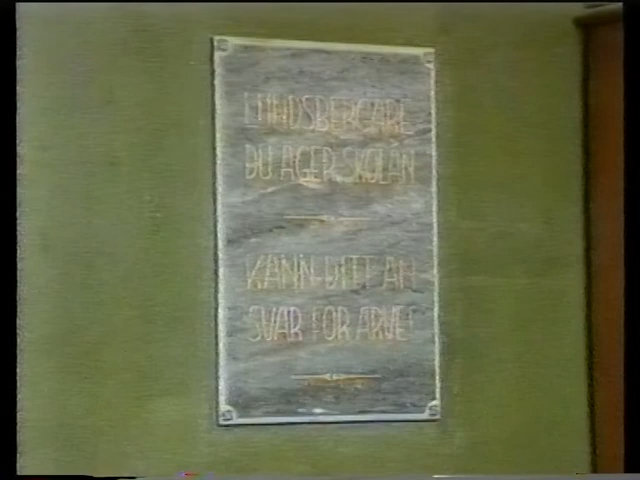 LUNDSBERGARE
DU ÄGER SKOLAN
KÄNN DITT AN
SVAR FÖR ARVET